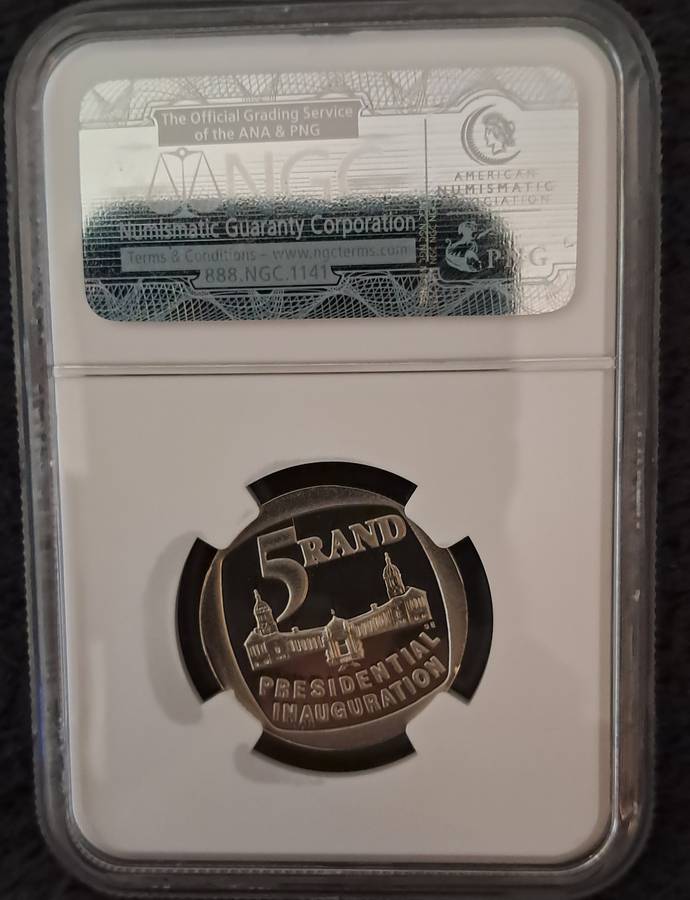 The Official Grading Service
of the ANA & PNG
NGC
AMERICAN
NUMISMATIC
ASSOCIATION
Numismatic Guaranty Corporation
Terms & Conditions – www.ngcterms.com
PNG
888.NGC.1141
5 RAND
PRESIDENTIAL
INAUGURATION